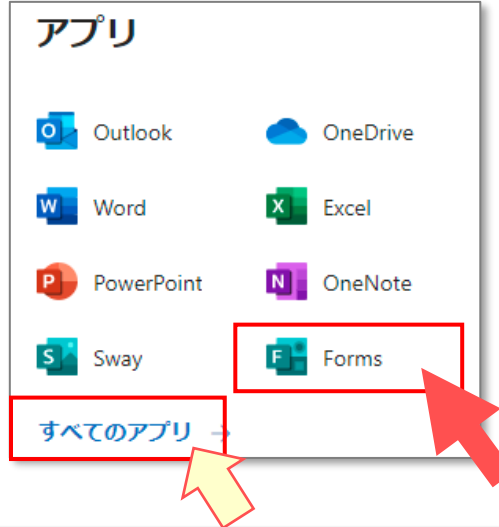 アプリ
Outlook OneDrive
Word Excel
PowerPoint OneNote
Sway Forms
すべてのアプリ →